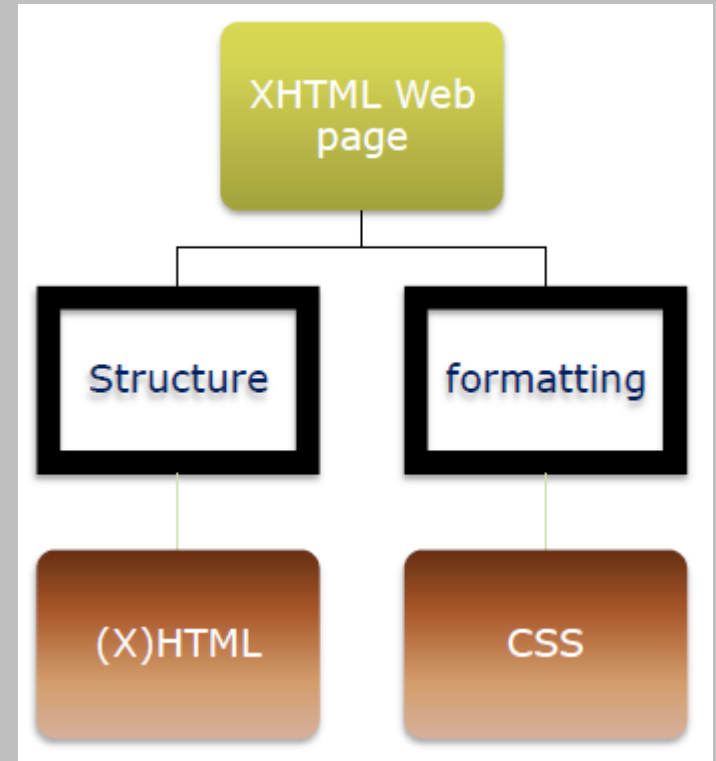 XHTML Web
page
Structure
formatting
(X)HTML
CSS